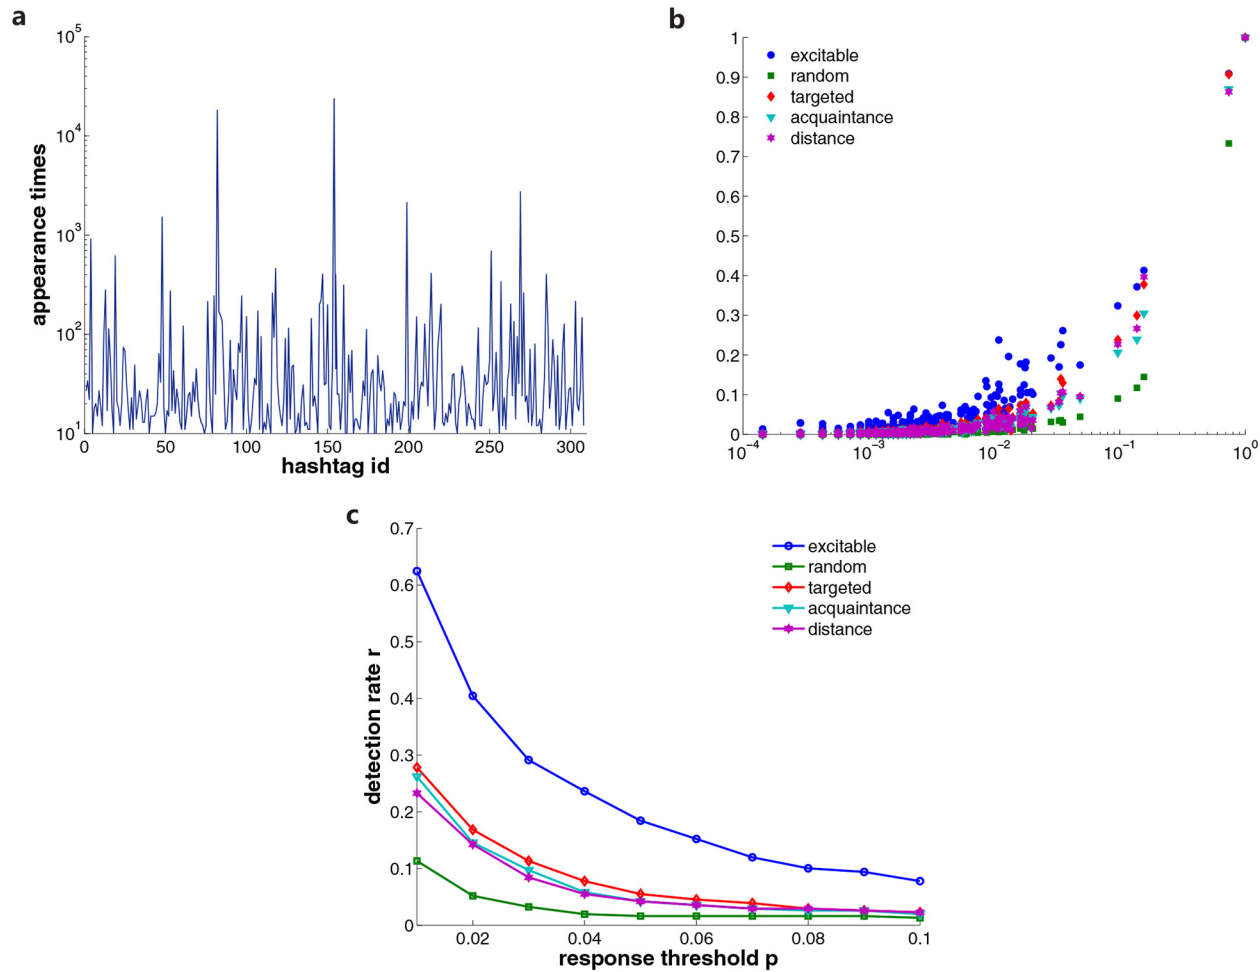 a
10^5
10^4
10^3
10^2
10^1
appearance times
0 50 100 150 200 250 300
hashtag id
b
1
0.9
0.8
0.7
0.6
0.5
0.4
0.3
0.2
0.1
0
excitable
random
targeted
acquaintance
distance
10^−4 10^−3 10^−2 10^−1 10^0
c
0.7
0.6
0.5
0.4
0.3
0.2
0.1
0
detection rate r
excitable
random
targeted
acquaintance
distance
0.02 0.04 0.06 0.08 0.1
response threshold p